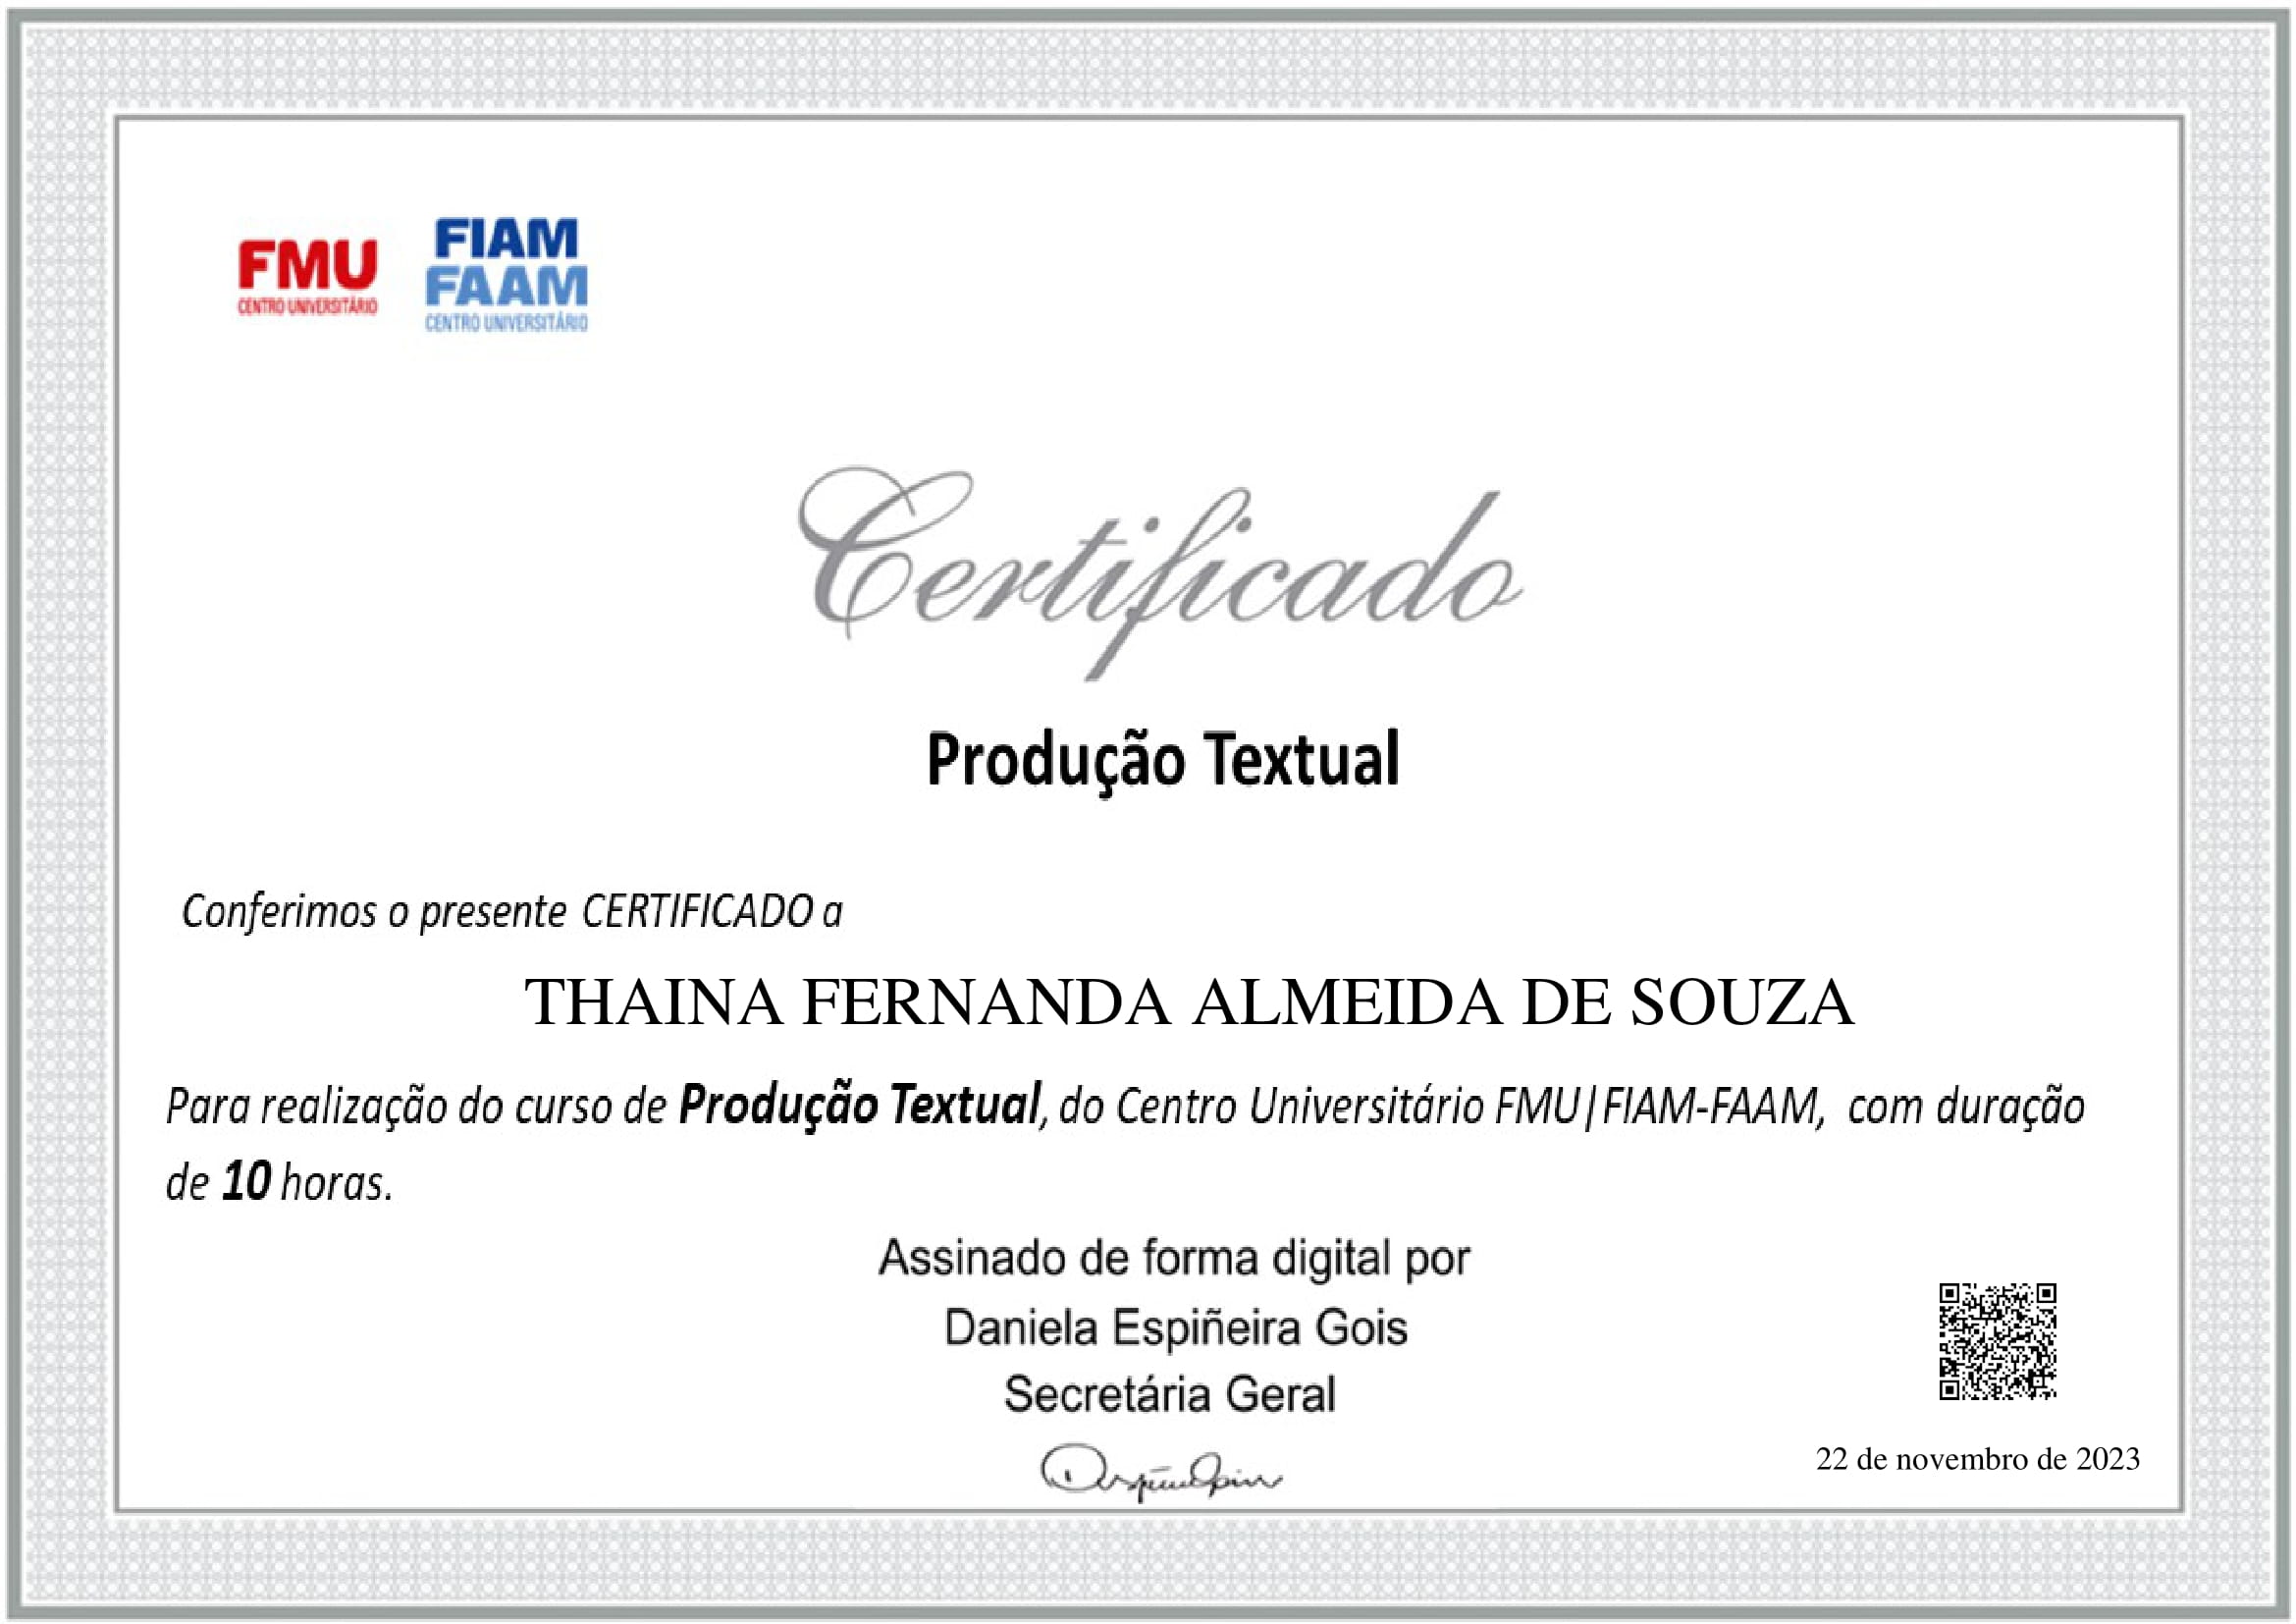 FMU
CENTRO UNIVERSITÁRIO
FIAM
FAAM
CENTRO UNIVERSITÁRIO
Certificado
Produção Textual
Conferimos o presente CERTIFICADO a
THAINA FERNANDA ALMEIDA DE SOUZA
Para realização do curso de Produção Textual, do Centro Universitário FMU|FIAM-FAAM, com duração
de 10 horas.
Assinado de forma digital por
Daniela Espiñeira Gois
Secretária Geral
22 de novembro de 2023